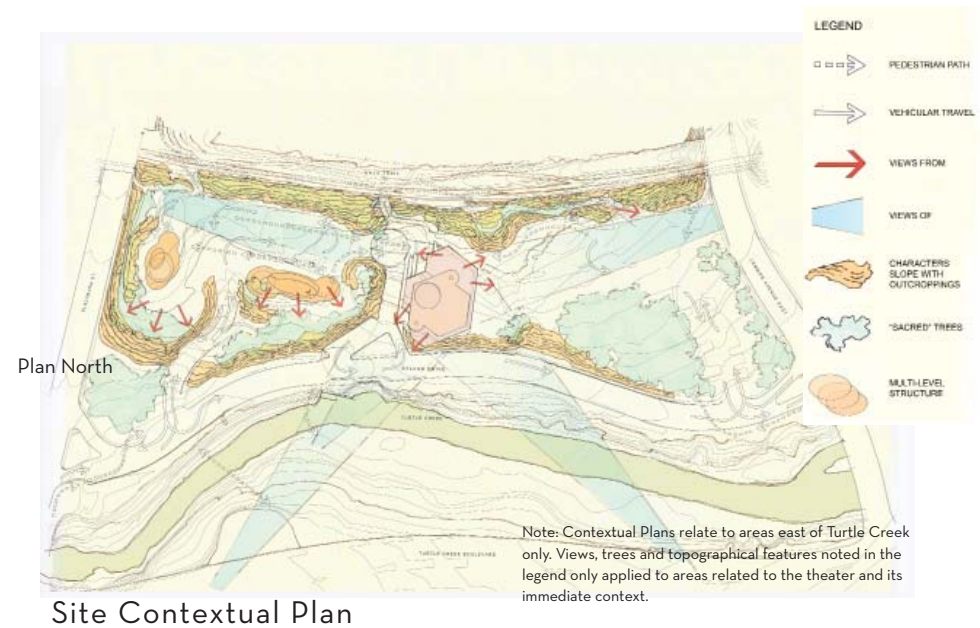 LEGEND
PEDESTRIAN PATH
VEHICULAR TRAVEL
VIEWS FROM
VIEWS OF
CHARACTERS
SLOPE WITH
OUTCROPPINGS
"SACRED" TREES
MULTI-LEVEL
STRUCTURE
Plan North
TURTLE CREEK
TURTLE CREEK BOULEVARD
Note: Contextual Plans relate to areas east of Turtle Creek
only. Views, trees and topographical features noted in the
legend only applied to areas related to the theater and its
immediate context.
Site Contextual Plan